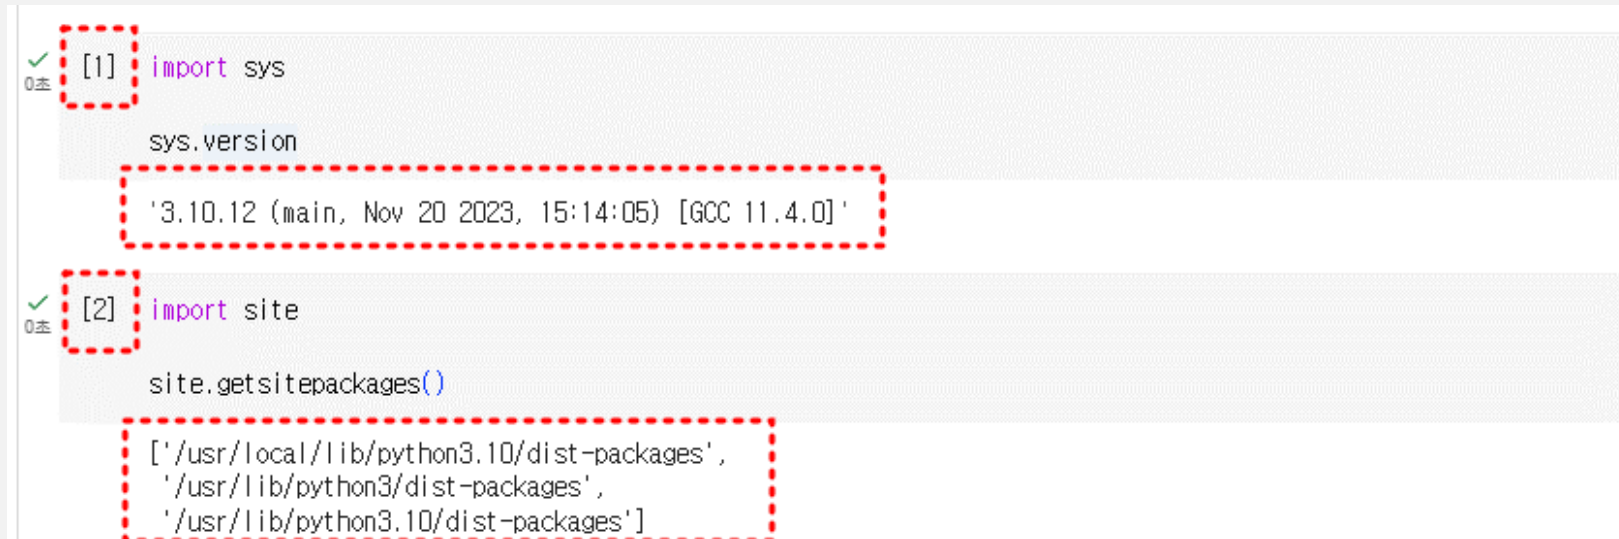 [1] import sys
0초
sys.version
'3.10.12 (main, Nov 20 2023, 15:14:05) [GCC 11.4.0]'
[2] import site
0초
site.getsitepackages()
['/usr/local/lib/python3.10/dist-packages',
'/usr/lib/python3/dist-packages',
'/usr/lib/python3.10/dist-packages']